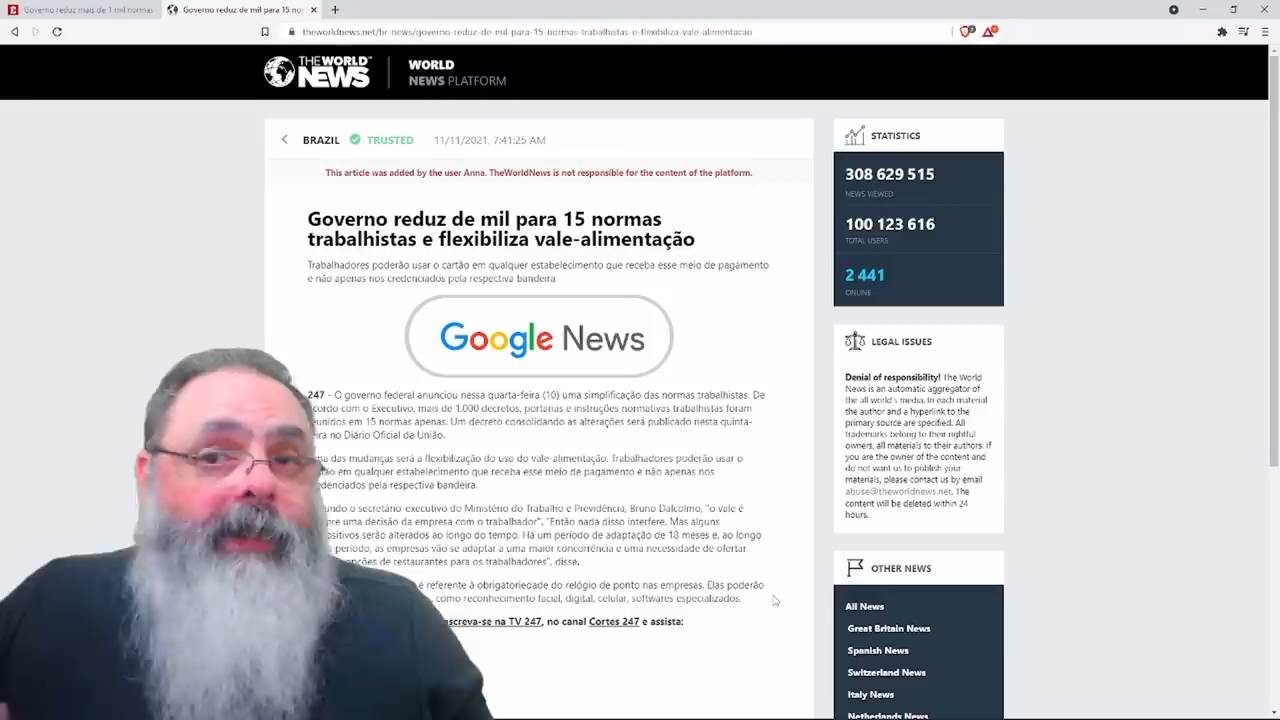 Governo reduz mais de 1 mil normas
Governo reduz de mil para 15 nor
theworldnews.net/br-news/governo-reduz-de-mil-para-15-normas-trabalhistas-e-flexibiliza-vale-alimentacao
THE WORLD
NEWS
WORLD
NEWS PLATFORM
BRAZIL TRUSTED 11/11/2021, 7:41:25 AM
This article was added by the user Anna. TheWorldNews is not responsible for the content of the platform.
Governo reduz de mil para 15 normas
trabalhistas e flexibiliza vale-alimentação
Trabalhadores poderão usar o cartão em qualquer estabelecimento que receba esse meio de pagamento
e não apenas nos credenciados pela respectiva bandeira
Google News
247 - O governo federal anunciou nessa quarta-feira (10) uma simplificação das normas trabalhistas. De
cordo com o Executivo, mais de 1.000 decretos, portarias e instruções normativas trabalhistas foram
eunidos em 15 normas apenas. Um decreto consolidando as alterações será publicado nesta quinta-
eira no Diário Oficial da União.
ma das mudanças será a flexibilização do uso do vale-alimentação. Trabalhadores poderão usar o
tão em qualquer estabelecimento que receba esse meio de pagamento e não apenas nos
denciados pela respectiva bandeira.
undo o secretário-executivo do Ministério do Trabalho e Previdência, Bruno Dalcolmo, "o vale é
pre uma decisão da empresa com o trabalhador". "Então nada disso interfere. Mas alguns
ositivos serão alterados ao longo do tempo. Há um período de adaptação de 18 meses e, ao longo
período, as empresas vão se adaptar a uma maior concorrência e uma necessidade de ofertar
pções de restaurantes para os trabalhadores", disse.
é referente à obrigatoriedade do relógio de ponto nas empresas. Elas poderão
como reconhecimento facial, digital, celular, softwares especializados.
nscreva-se na TV 247, no canal Cortes 247 e assista:
STATISTICS
308 629 515
NEWS VIEWED
100 123 616
TOTAL USERS
2 441
ONLINE
LEGAL ISSUES
Denial of responsibility! The World
News is an automatic aggregator of
the all world's media. In each material
the author and a hyperlink to the
primary source are specified. All
trademarks belong to their rightful
owners, all materials to their authors. If
you are the owner of the content and
do not want us to publish your
materials, please contact us by email
abuse@theworldnews.net. The
content will be deleted within 24
hours.
OTHER NEWS
All News
Great Britain News
Spanish News
Switzerland News
Italy News
Netherlands News